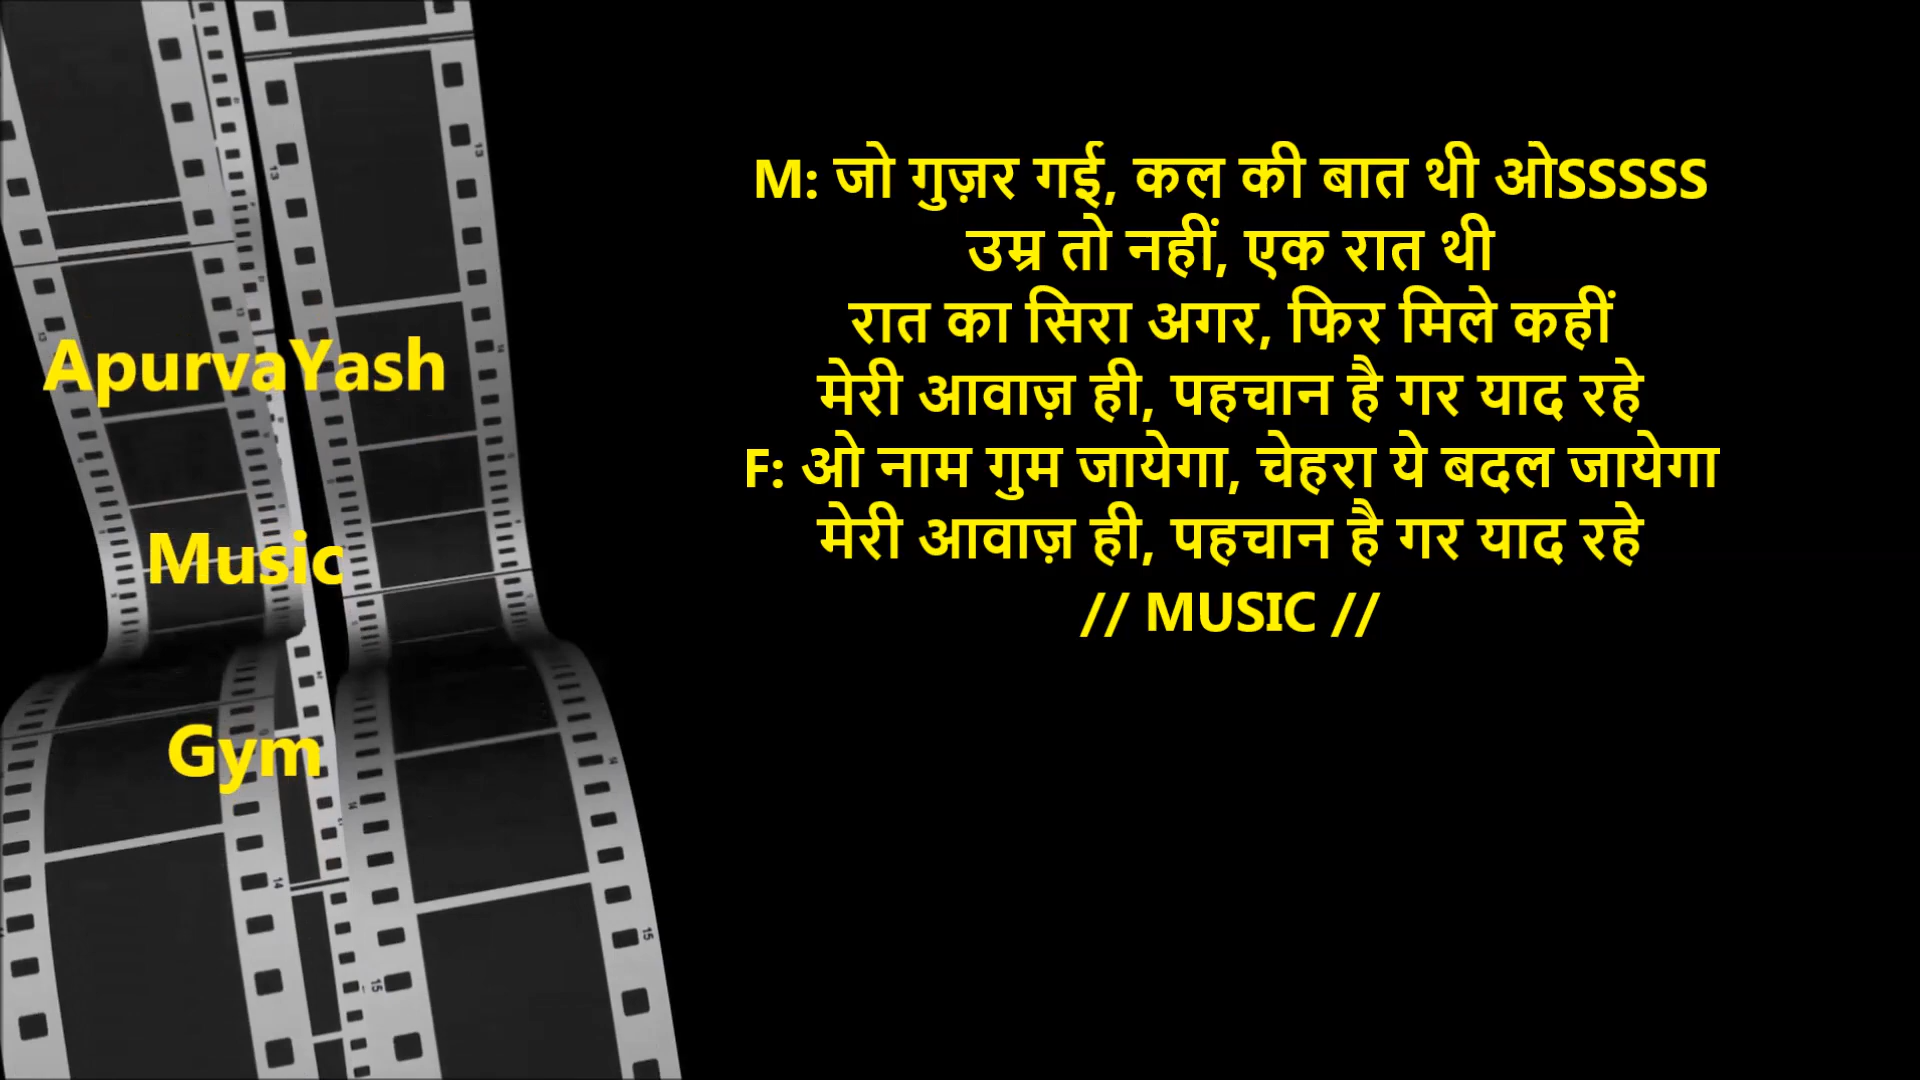 ApurvaYash
Music
Gym
M: जो गुज़र गई, कल की बात थी ओSSSSS
उम्र तो नहीं, एक रात थी
रात का सिरा अगर, फिर मिले कहीं
मेरी आवाज़ ही, पहचान है गर याद रहे
F: ओ नाम गुम जायेगा, चेहरा ये बदल जायेगा
मेरी आवाज़ ही, पहचान है गर याद रहे
// MUSIC //